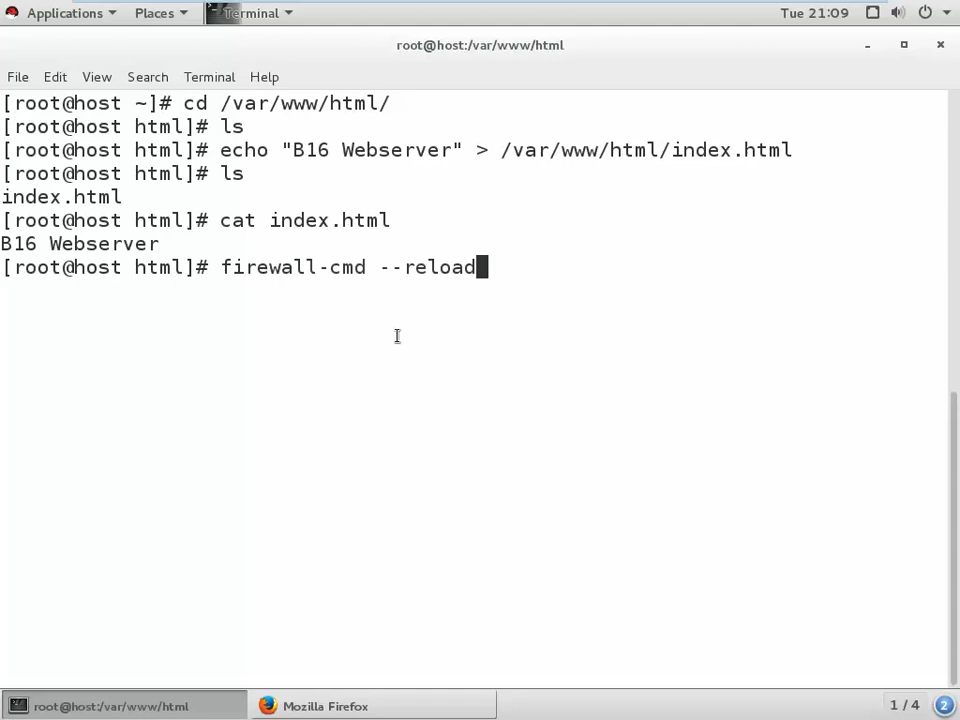 Applications Places Terminal Tue 21:09
root@host:/var/www/html
File Edit View Search Terminal Help
[root@host ~]# cd /var/www/html/
[root@host html]# ls
[root@host html]# echo "B16 Webserver" > /var/www/html/index.html
[root@host html]# ls
index.html
[root@host html]# cat index.html
B16 Webserver
[root@host html]# firewall-cmd --reload
root@host:/var/www/html Mozilla Firefox 1 / 4 2